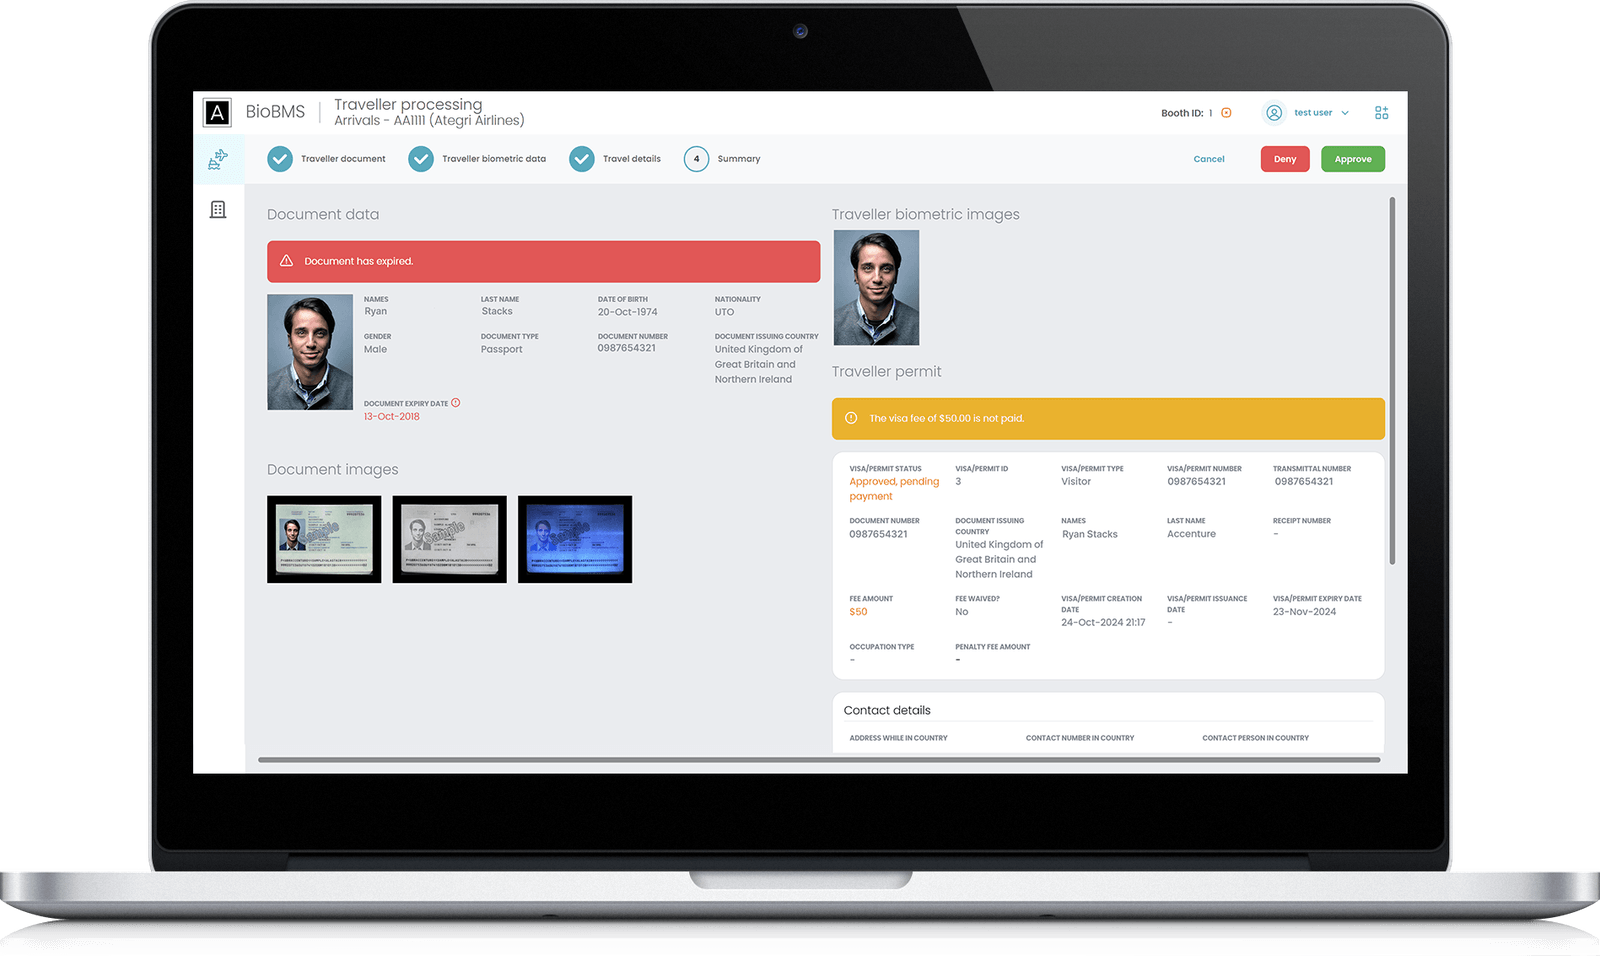 A
BioBMS
Traveller processing
Arrivals - AA1111 (Ategri Airlines)
Booth ID: 1
test user
Traveller document
Traveller biometric data
Travel details
4
Summary
Cancel
Deny
Approve
Document data
Document has expired.
NAMES
Ryan
LAST NAME
Stacks
DATE OF BIRTH
20-Oct-1974
NATIONALITY
UTO
GENDER
Male
DOCUMENT TYPE
Passport
DOCUMENT NUMBER
0987654321
DOCUMENT ISSUING COUNTRY
United Kingdom of
Great Britain and
Northern Ireland
DOCUMENT EXPIRY DATE
13-Oct-2018
Document images
Sample
Sample
Sample
Traveller biometric images
Traveller permit
The visa fee of $50.00 is not paid.
VISA/PERMIT STATUS
Approved, pending
payment
VISA/PERMIT ID
3
VISA/PERMIT TYPE
Visitor
VISA/PERMIT NUMBER
0987654321
TRANSMITTAL NUMBER
0987654321
DOCUMENT NUMBER
0987654321
DOCUMENT ISSUING
COUNTRY
United Kingdom of
Great Britain and
Northern Ireland
NAMES
Ryan Stacks
LAST NAME
Accenture
RECEIPT NUMBER
-
FEE AMOUNT
$50
FEE WAIVED?
No
VISA/PERMIT CREATION
DATE
24-Oct-2024 21:17
VISA/PERMIT ISSUANCE
DATE
-
VISA/PERMIT EXPIRY DATE
23-Nov-2024
OCCUPATION TYPE
-
PENALTY FEE AMOUNT
-
Contact details
ADDRESS WHILE IN COUNTRY
CONTACT NUMBER IN COUNTRY
CONTACT PERSON IN COUNTRY